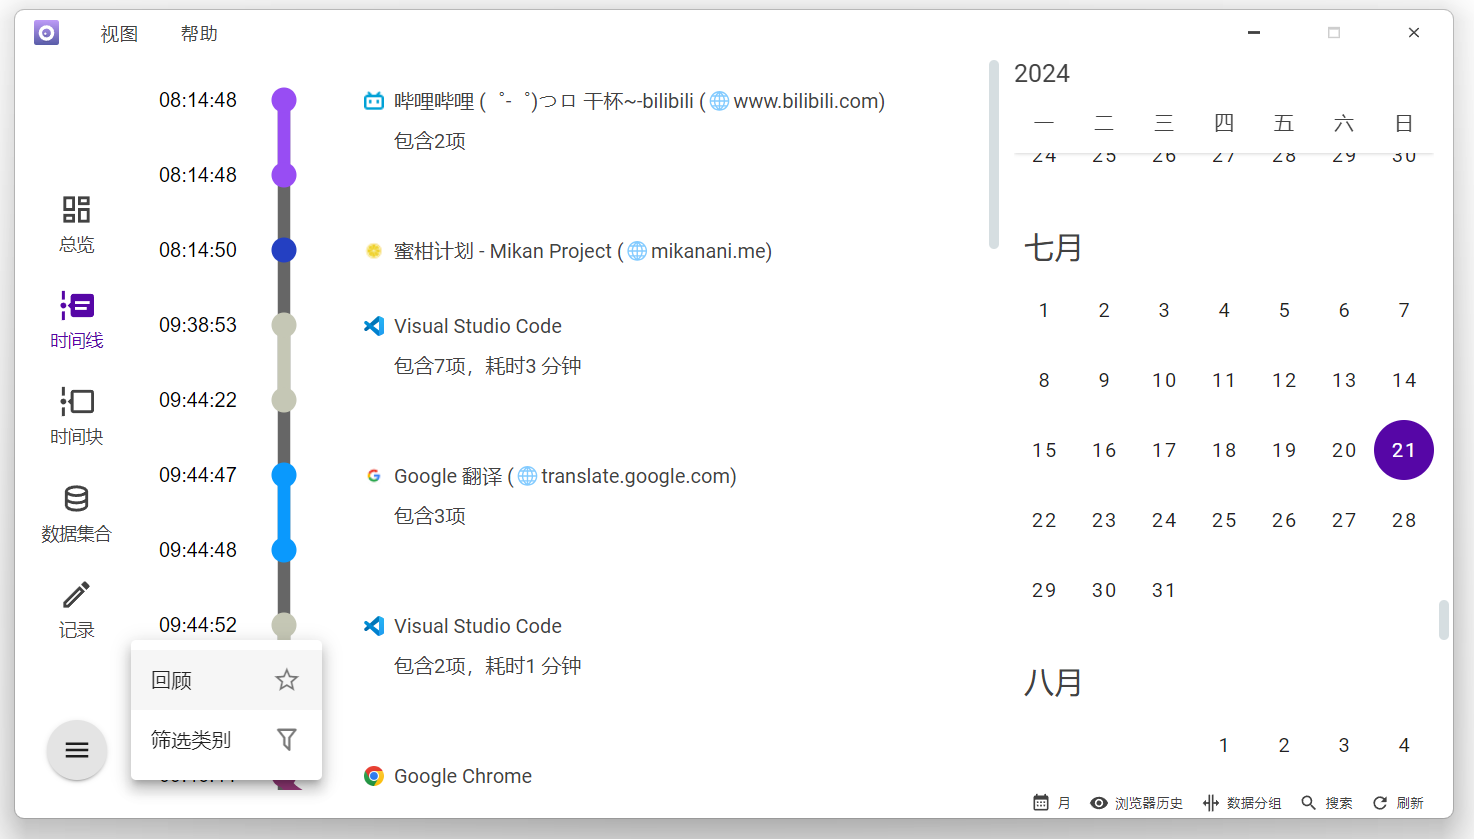 视图 帮助
总览
时间线
时间块
数据集合
记录
08:14:48 哔哩哔哩 ( ゜- ゜)つロ 干杯~-bilibili (🌐www.bilibili.com)
包含2项
08:14:48
08:14:50 蜜柑计划 - Mikan Project (🌐mikanani.me)
09:38:53 Visual Studio Code
包含7项，耗时3 分钟
09:44:22
09:44:47 Google 翻译 (🌐translate.google.com)
包含3项
09:44:48
09:44:52 Visual Studio Code
包含2项，耗时1 分钟
Google Chrome
回顾
筛选类别
2024
一 二 三 四 五 六 日
24 25 26 27 28 29 30
七月
1 2 3 4 5 6 7
8 9 10 11 12 13 14
15 16 17 18 19 20 21
22 23 24 25 26 27 28
29 30 31
八月
1 2 3 4
月 浏览器历史 数据分组 搜索 刷新